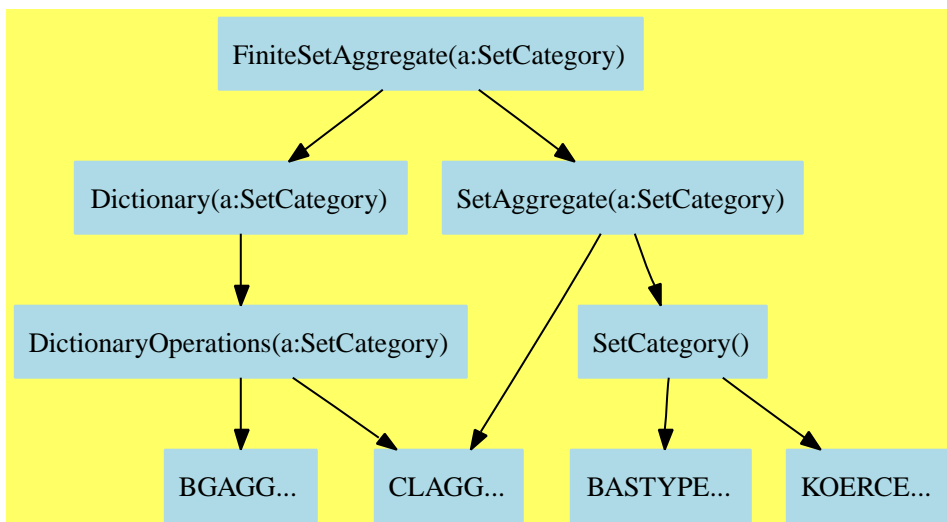 FiniteSetAggregate(a:SetCategory)
Dictionary(a:SetCategory)
SetAggregate(a:SetCategory)
DictionaryOperations(a:SetCategory)
SetCategory()
BGAGG...
CLAGG...
BASTYPE...
KOERCE...